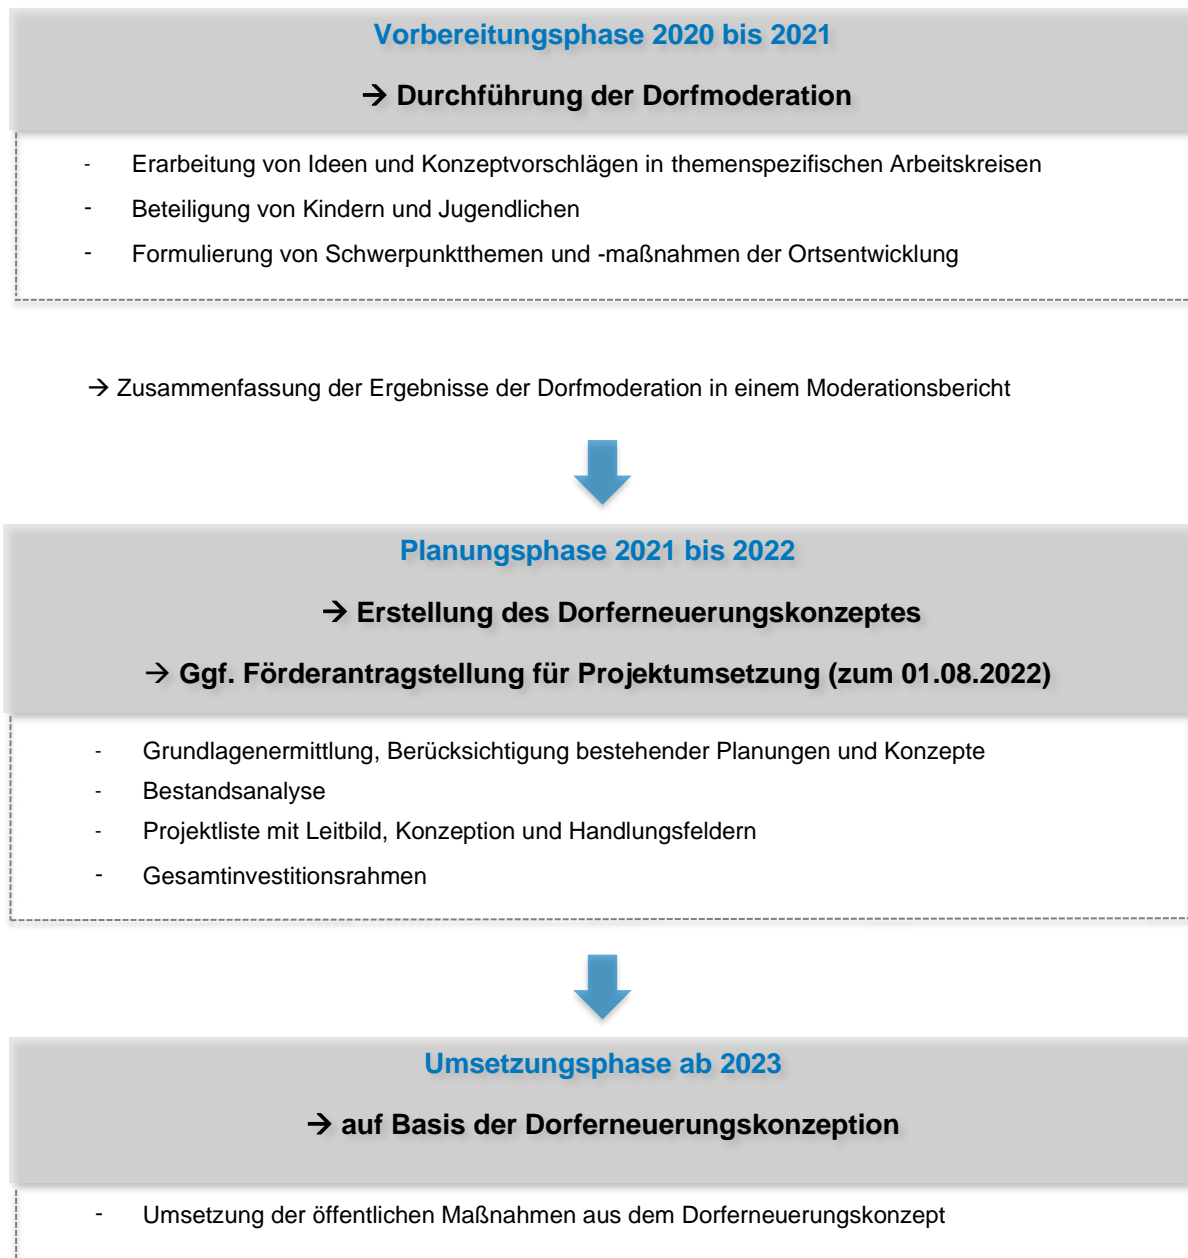 Vorbereitungsphase 2020 bis 2021
→ Durchführung der Dorfmoderation
- Erarbeitung von Ideen und Konzeptvorschlägen in themenspezifischen Arbeitskreisen
- Beteiligung von Kindern und Jugendlichen
- Formulierung von Schwerpunktthemen und -maßnahmen der Ortsentwicklung
→ Zusammenfassung der Ergebnisse der Dorfmoderation in einem Moderationsbericht
Planungsphase 2021 bis 2022
→ Erstellung des Dorferneuerungskonzeptes
→ Ggf. Förderantragstellung für Projektumsetzung (zum 01.08.2022)
- Grundlagenermittlung, Berücksichtigung bestehender Planungen und Konzepte
- Bestandsanalyse
- Projektliste mit Leitbild, Konzeption und Handlungsfeldern
- Gesamtinvestitionsrahmen
Umsetzungsphase ab 2023
→ auf Basis der Dorferneuerungskonzeption
- Umsetzung der öffentlichen Maßnahmen aus dem Dorferneuerungskonzept